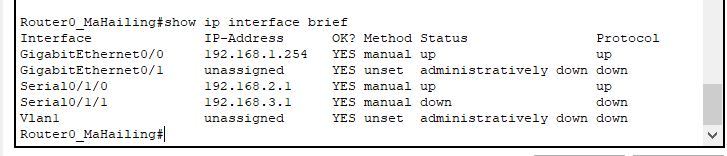 Router0_MaHailing#show ip interface brief
Interface              IP-Address      OK? Method Status                Protocol
GigabitEthernet0/0     192.168.1.254   YES manual up                    up
GigabitEthernet0/1     unassigned      YES unset  administratively down down
Serial0/1/0            192.168.2.1     YES manual up                    up
Serial0/1/1            192.168.3.1     YES manual down                  down
Vlan1                  unassigned      YES unset  administratively down down
Router0_MaHailing#